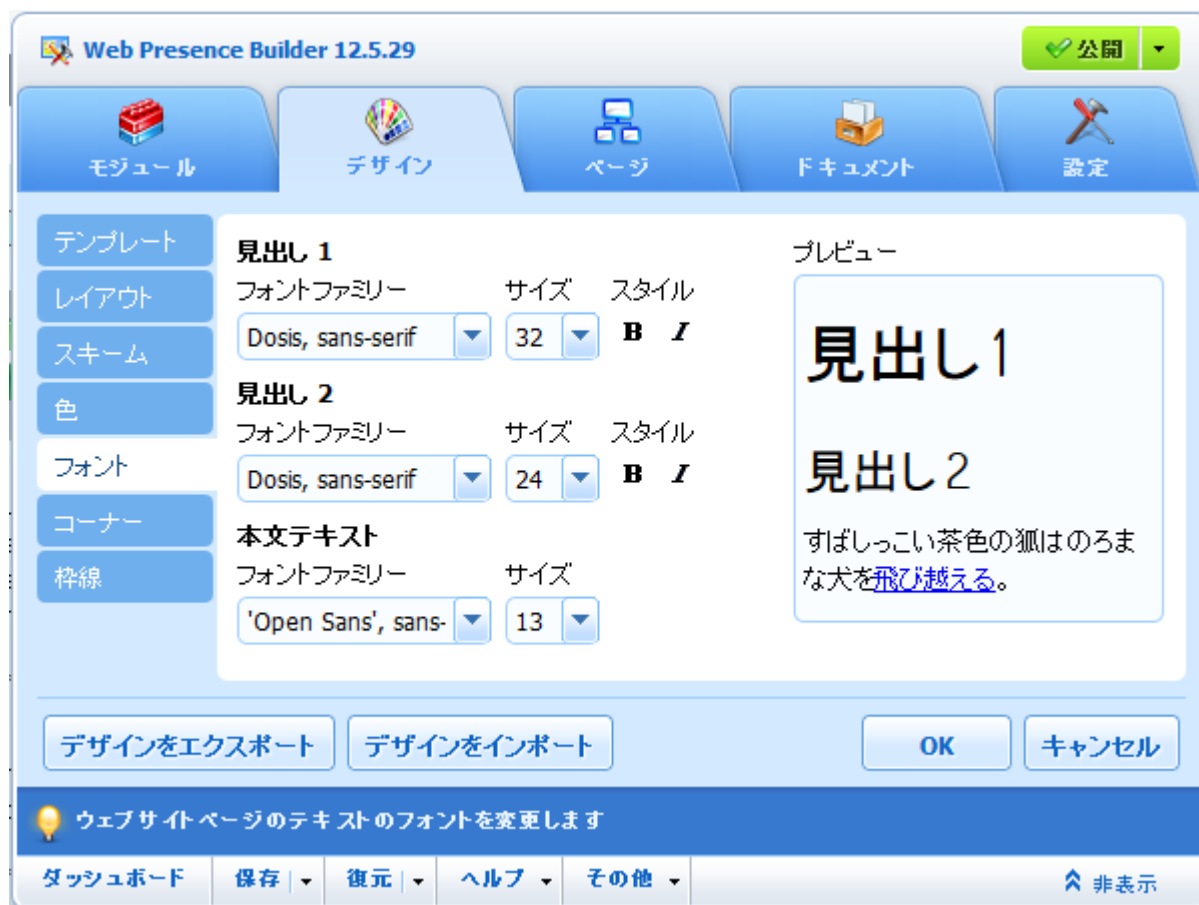 Web Presence Builder 12.5.29
公開
モジュール
デザイン
ページ
ドキュメント
設定
テンプレート
レイアウト
スキーム
色
フォント
コーナー
枠線
見出し 1
フォントファミリー サイズ スタイル
Dosis, sans-serif 32 B I
見出し 2
フォントファミリー サイズ スタイル
Dosis, sans-serif 24 B I
本文テキスト
フォントファミリー サイズ
'Open Sans', sans- 13
プレビュー
見出し1
見出し2
すばしっこい茶色の狐はのろま
な犬を飛び越える。
デザインをエクスポート デザインをインポート OK キャンセル
ウェブサイトページのテキストのフォントを変更します
ダッシュボード 保存 復元 ヘルプ その他 非表示